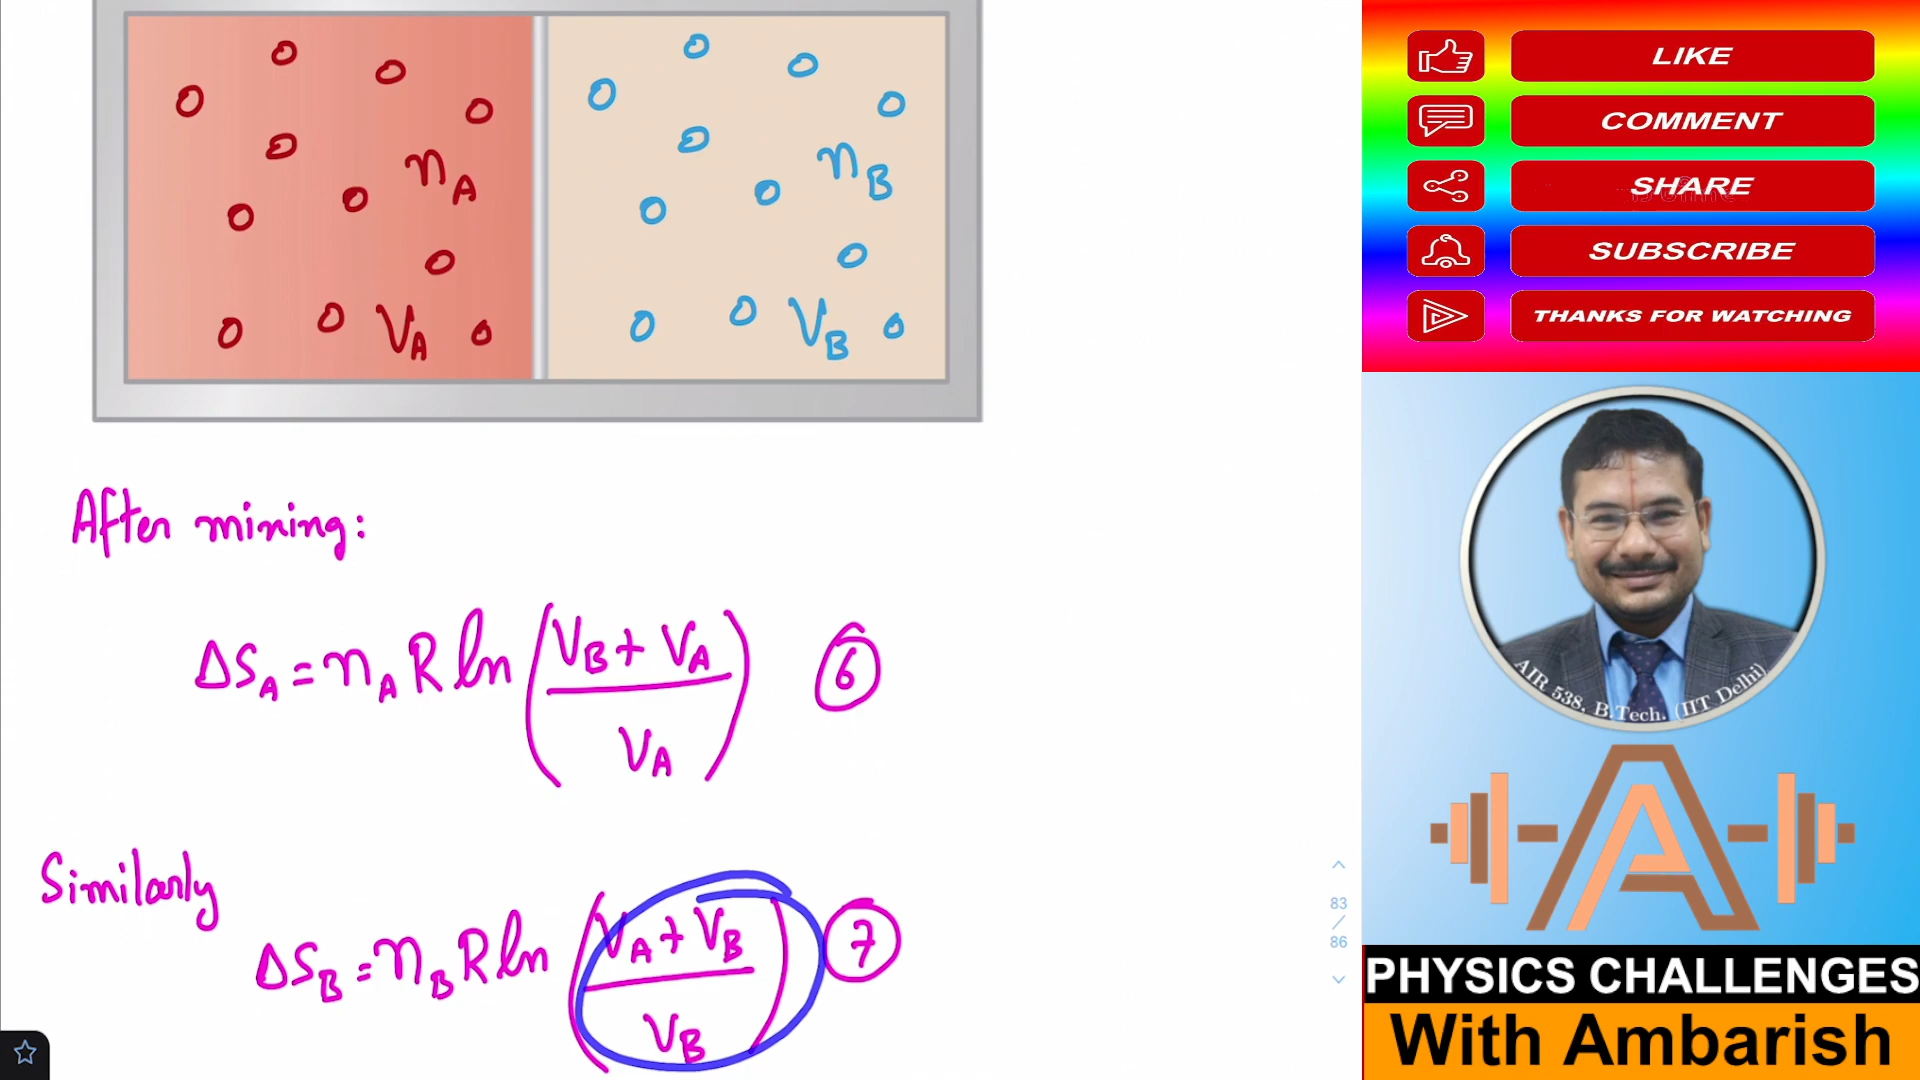 n_A
V_A
n_B
V_B
After mixing:
ΔS_A = n_A R ln ( (V_B + V_A) / V_A ) ⑥
Similarly
ΔS_B = n_B R ln ( (V_A + V_B) / V_B ) ⑦
83
/
86
LIKE
COMMENT
SHARE
SUBSCRIBE
THANKS FOR WATCHING
AIR 538, B.Tech. (IIT Delhi)
A
PHYSICS CHALLENGES
With Ambarish